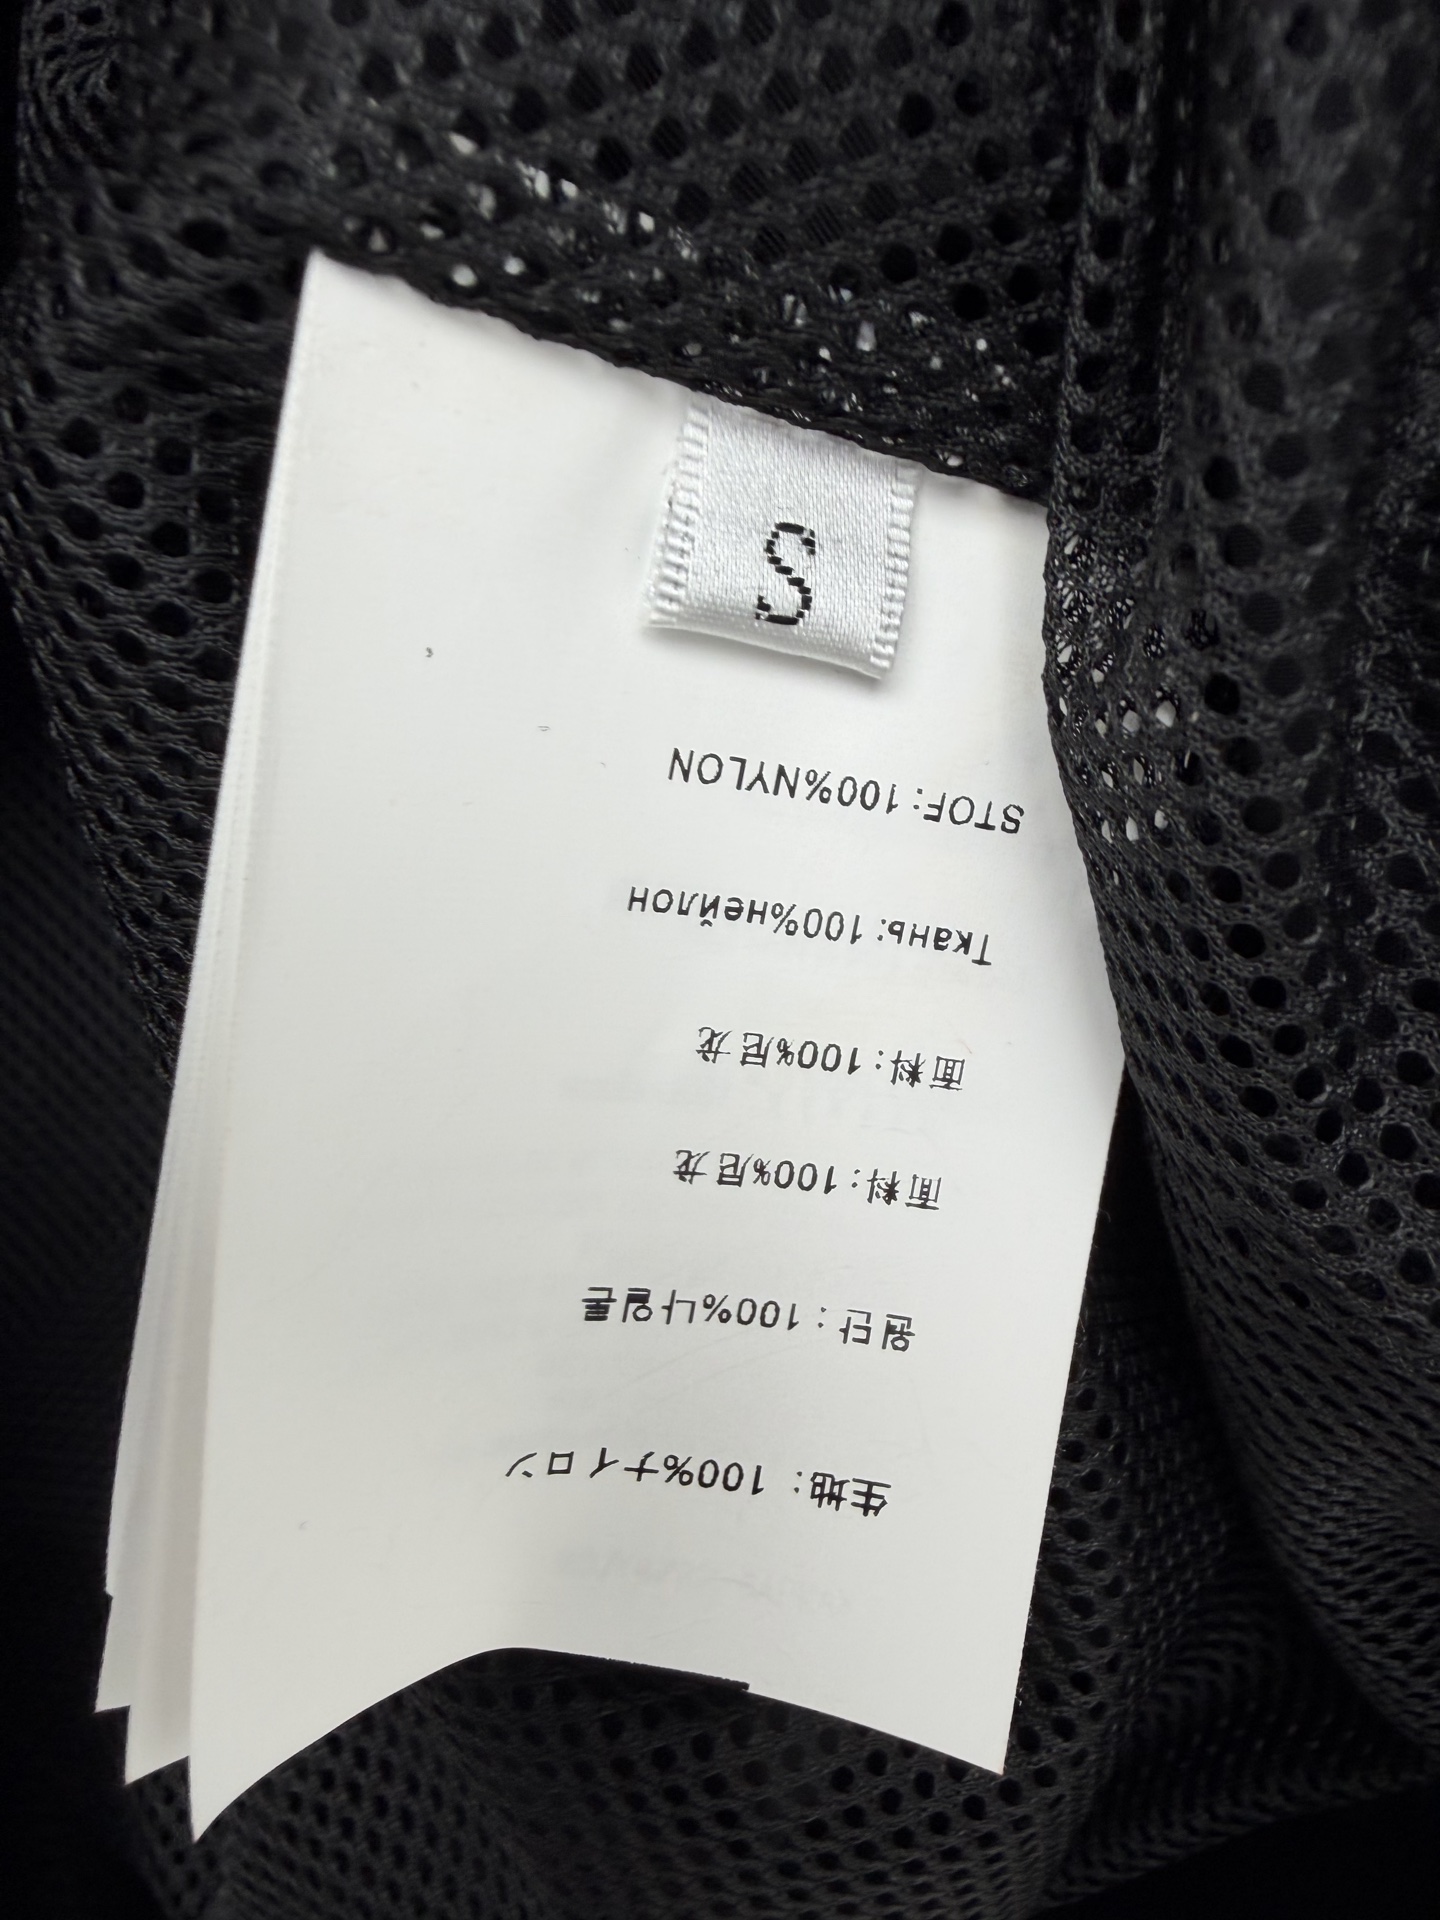 生地: 100%ナイロン
원단 : 100%나일론
面料:100%尼龙
面料:100%尼龙
Ткань:100%нейлон
STOF:100%NYLON
S